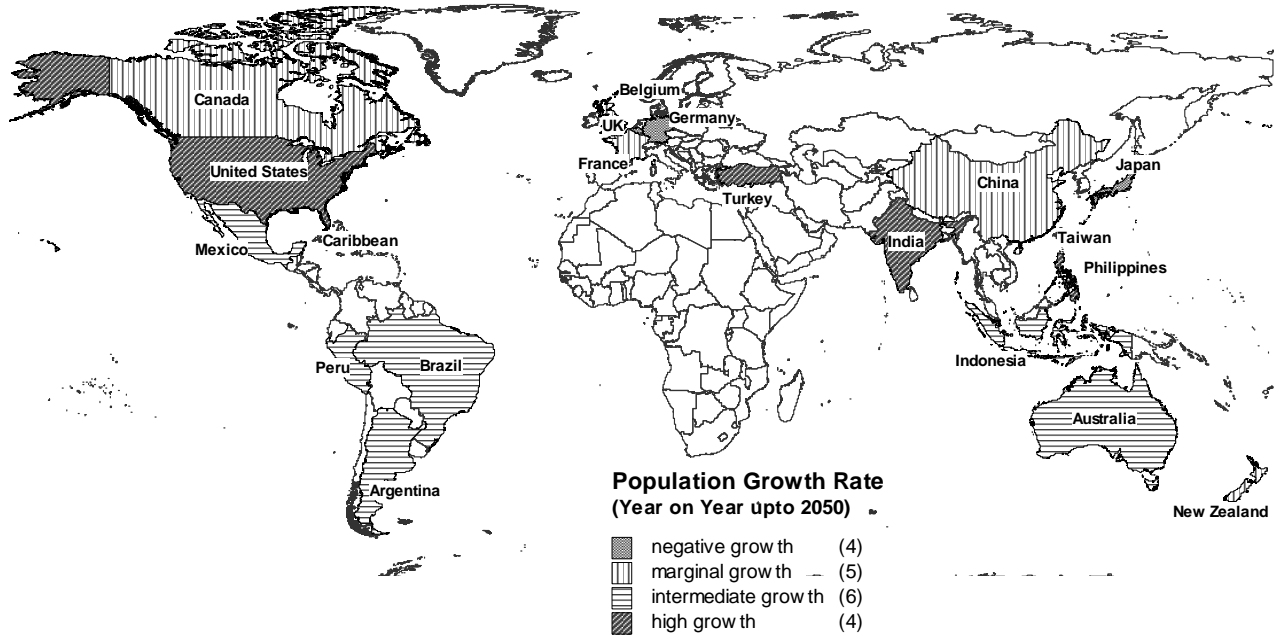 Belgium
Canada
UK
Germany
France
Japan
United States
China
Turkey
Mexico
Caribbean
India
Taiwan
Philippines
Peru
Brazil
Indonesia
Australia
Argentina
New Zealand
Population Growth Rate
(Year on Year upto 2050)
negative growth (4)
marginal growth (5)
intermediate growth (6)
high growth (4)